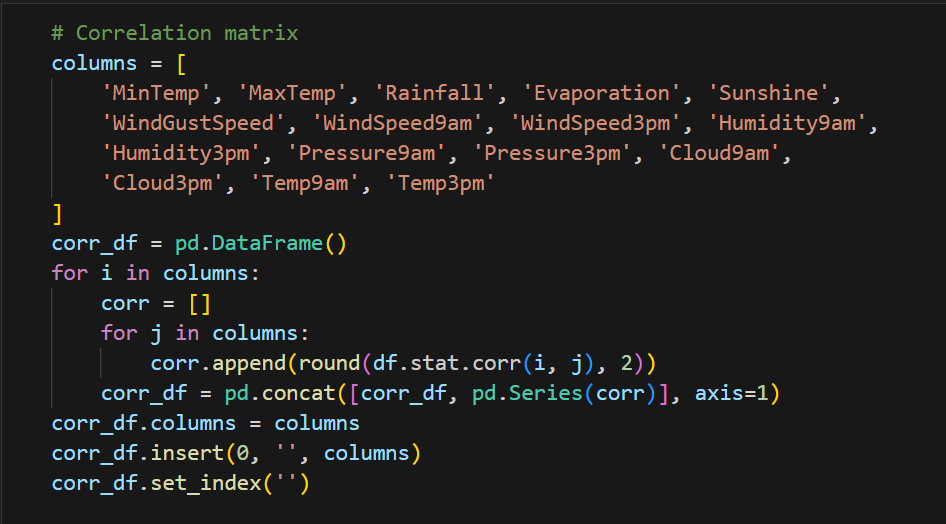 # Correlation matrix
columns = [
    'MinTemp', 'MaxTemp', 'Rainfall', 'Evaporation', 'Sunshine',
    'WindGustSpeed', 'WindSpeed9am', 'WindSpeed3pm', 'Humidity9am',
    'Humidity3pm', 'Pressure9am', 'Pressure3pm', 'Cloud9am',
    'Cloud3pm', 'Temp9am', 'Temp3pm'
]
corr_df = pd.DataFrame()
for i in columns:
    corr = []
    for j in columns:
        corr.append(round(df.stat.corr(i, j), 2))
    corr_df = pd.concat([corr_df, pd.Series(corr)], axis=1)
corr_df.columns = columns
corr_df.insert(0, '', columns)
corr_df.set_index('')